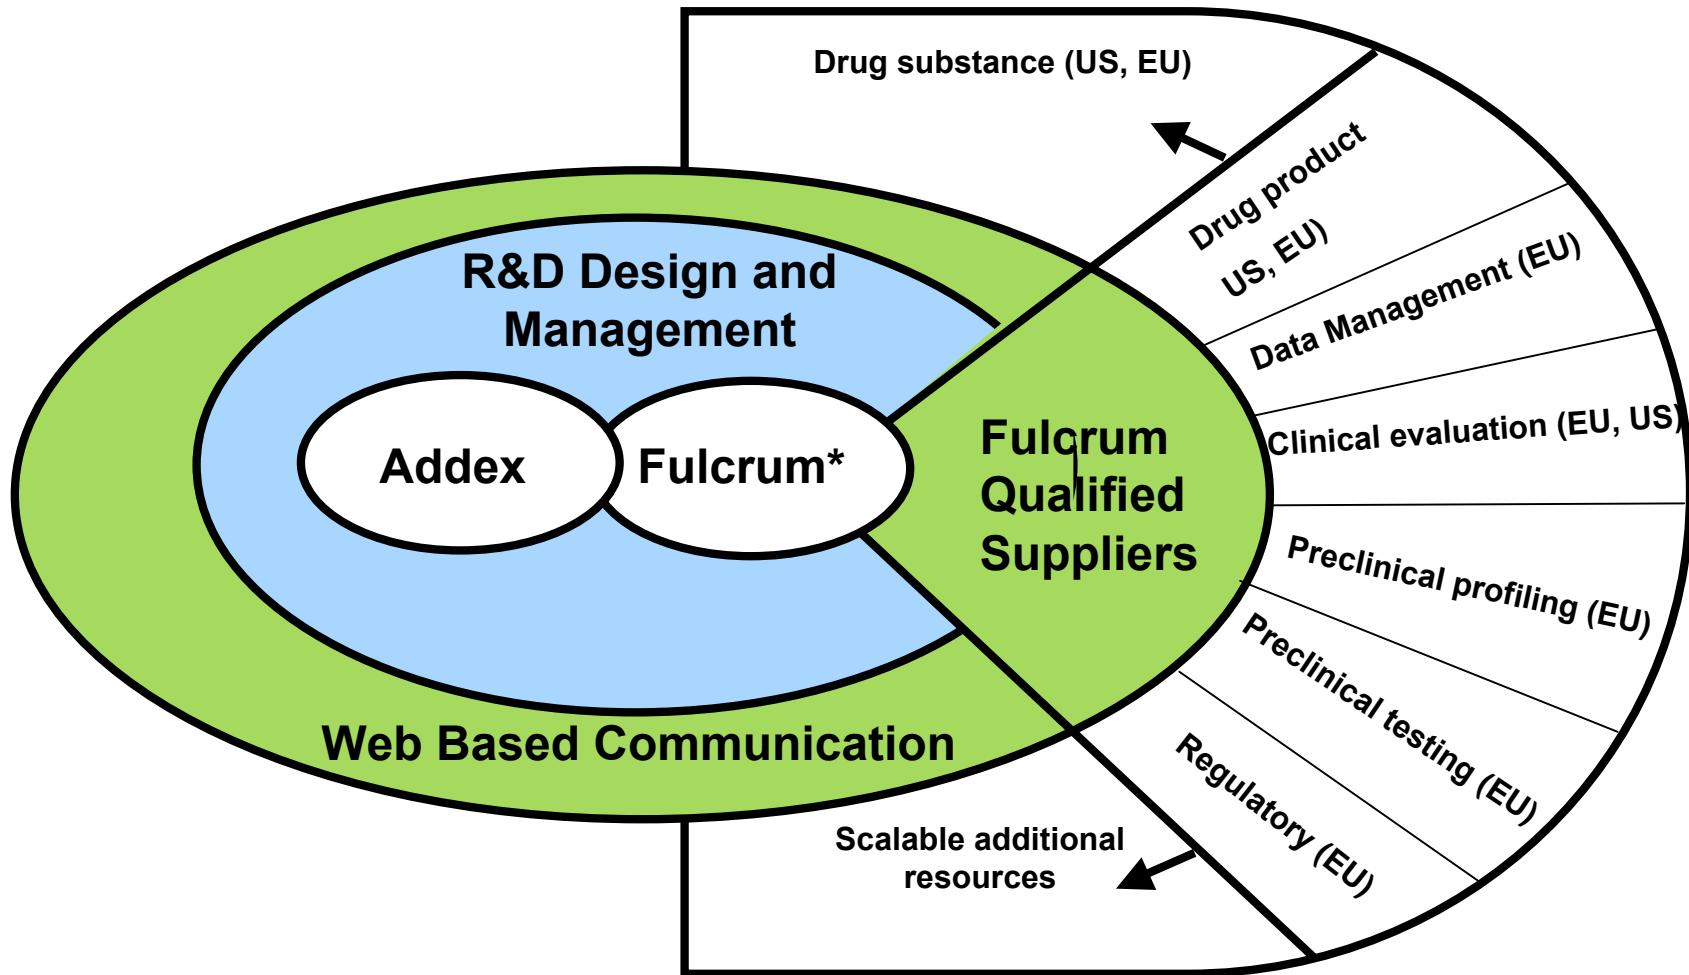 Drug substance (US, EU)
Drug product
US, EU)
Data Management (EU)
Clinical evaluation (EU, US)
Preclinical profiling (EU)
Preclinical testing (EU)
Regulatory (EU)
Scalable additional
resources
R&D Design and
Management
Addex
Fulcrum*
Fulcrum
Qualified
Suppliers
Web Based Communication